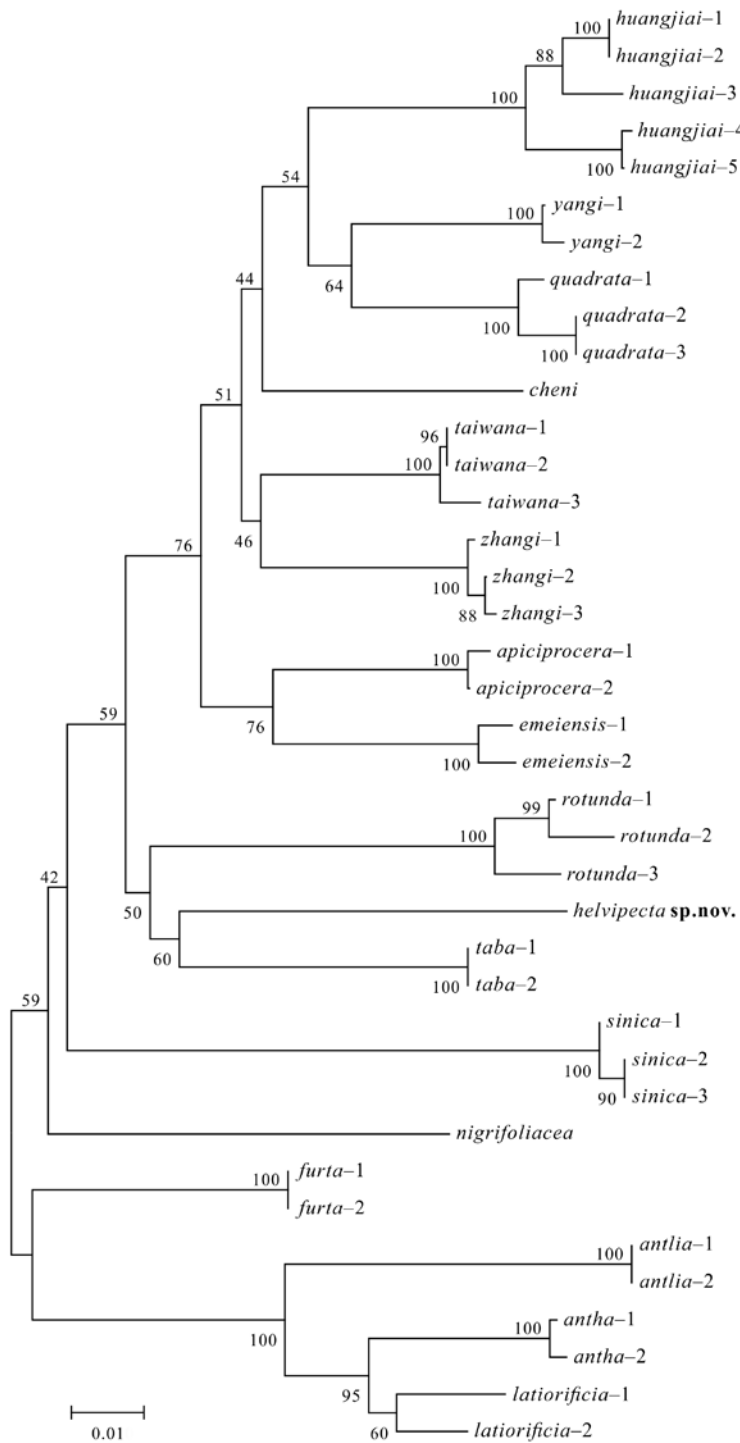 100
huangjiai–1
88
huangjiai–2
huangjiai–3
100
huangjiai–4
100
huangjiai–5
54
100
yangi–1
yangi–2
64
44
quadrata–1
100
quadrata–2
100
quadrata–3
cheni
51
96
taiwana–1
100
taiwana–2
taiwana–3
76
46
zhangi–1
100
zhangi–2
88
zhangi–3
100
apiciprocera–1
apiciprocera–2
59
76
emeiensis–1
100
emeiensis–2
99
rotunda–1
100
rotunda–2
rotunda–3
42
50
helvipecta sp.nov.
60
taba–1
100
taba–2
59
sinica–1
100
sinica–2
90
sinica–3
nigrifoliacea
100
furta–1
furta–2
100
antlia–1
antlia–2
100
100
antha–1
antha–2
95
latiorificia–1
60
latiorificia–2
0.01